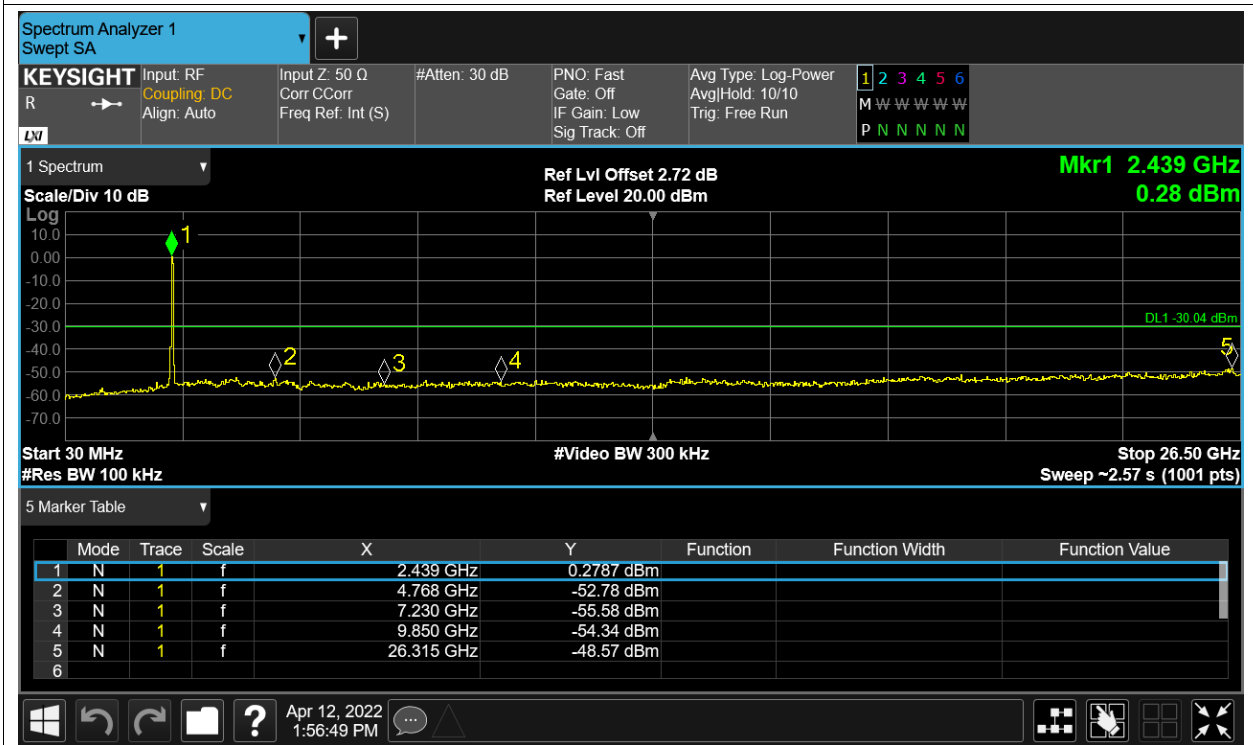 Spectrum Analyzer 1
Swept SA
+
KEYSIGHT Input: RF Input Z: 50 Ω #Atten: 30 dB PNO: Fast Avg Type: Log-Power 1 2 3 4 5 6
R Coupling: DC Corr CCorr Gate: Off Avg|Hold: 10/10 M W W W W W
Align: Auto Freq Ref: Int (S) IF Gain: Low Trig: Free Run
LXI Sig Track: Off P N N N N N
1 Spectrum Ref Lvl Offset 2.72 dB Mkr1 2.439 GHz
Scale/Div 10 dB Ref Level 20.00 dBm 0.28 dBm
Log
10.0 1
0.00
-10.0
-20.0
-30.0 DL1 -30.04 dBm
-40.0 2 3 4 5
-50.0
-60.0
-70.0
Start 30 MHz #Video BW 300 kHz Stop 26.50 GHz
#Res BW 100 kHz Sweep ~2.57 s (1001 pts)
5 Marker Table
Mode Trace Scale X Y Function Function Width Function Value
1 N 1 f 2.439 GHz 0.2787 dBm
2 N 1 f 4.768 GHz -52.78 dBm
3 N 1 f 7.230 GHz -55.58 dBm
4 N 1 f 9.850 GHz -54.34 dBm
5 N 1 f 26.315 GHz -48.57 dBm
6
? Apr 12, 2022
1:56:49 PM